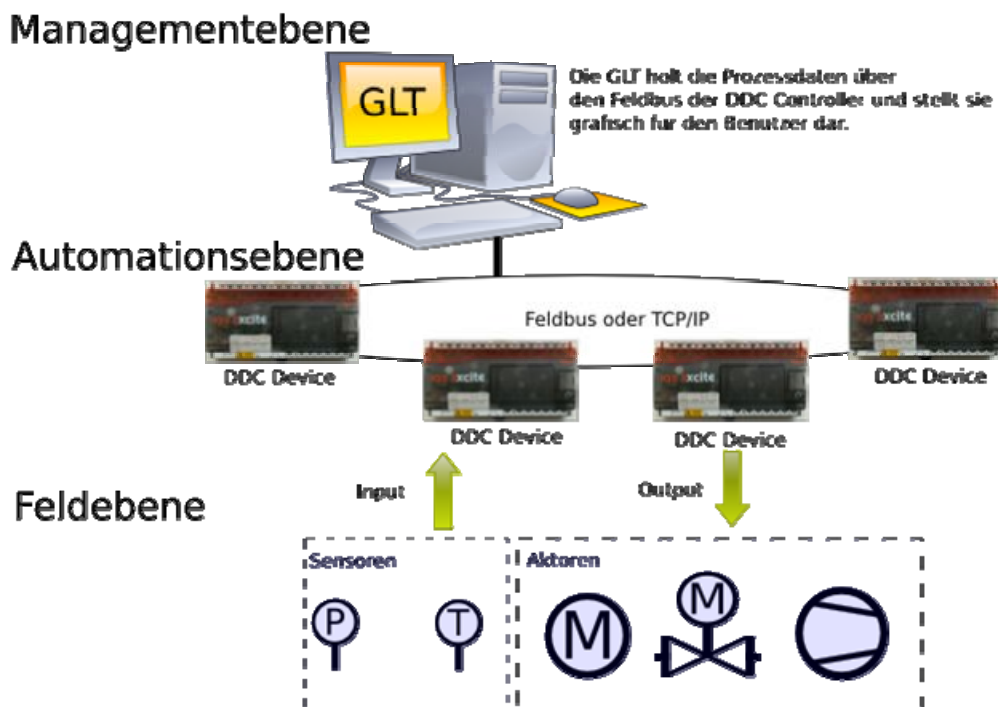 Managementebene
GLT
Die GLT holt die Prozessdaten über
den Feldbus der DDC Controller und stellt sie
grafisch für den Benutzer dar.
Automationsebene
Feldbus oder TCP/IP
DDC Device
DDC Device
DDC Device
DDC Device
Input
Output
Feldebene
Sensoren
Aktoren
P
T
M
M